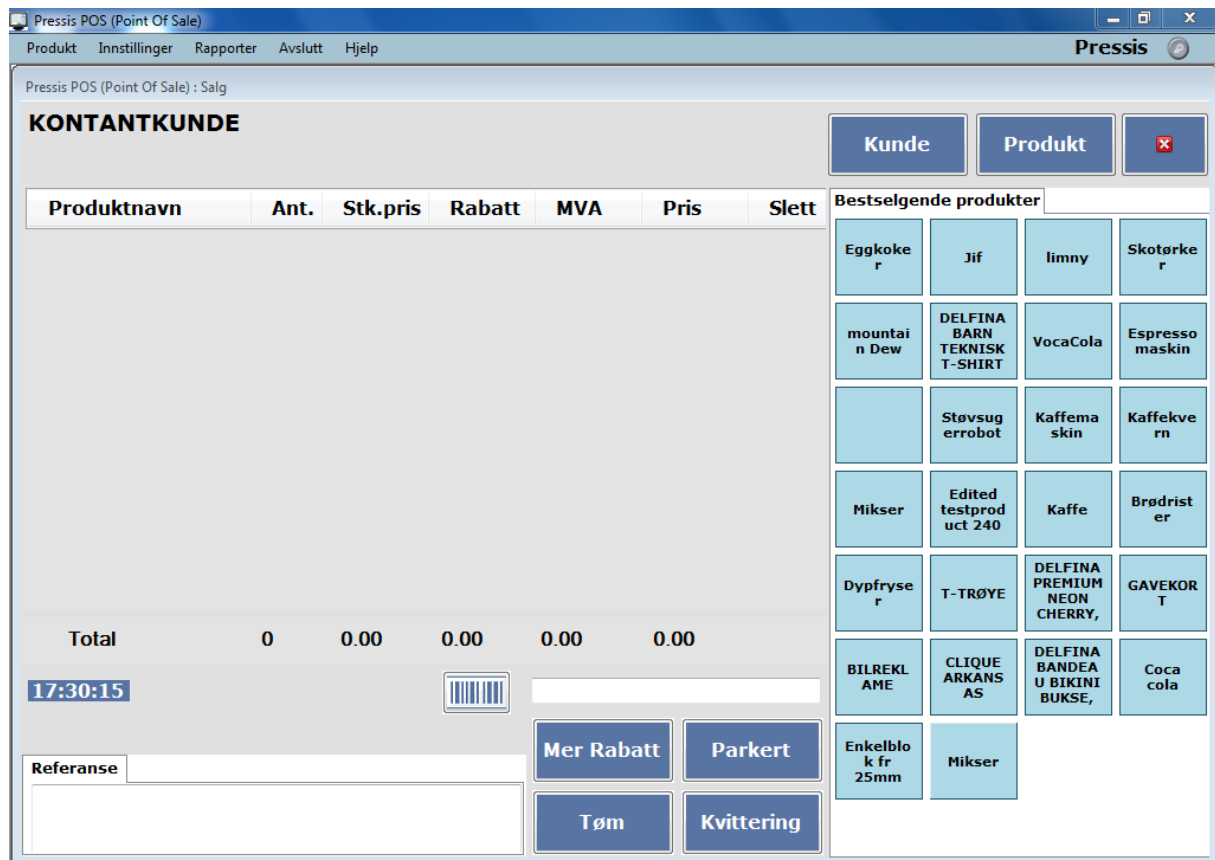 Pressis POS (Point Of Sale)
Produkt Innstillinger Rapporter Avslutt Hjelp Pressis
Pressis POS (Point Of Sale) : Salg
KONTANTKUNDE
Kunde Produkt
Produktnavn Ant. Stk.pris Rabatt MVA Pris Slett
Bestselgende produkter
Eggkoke
r
Jif
limny
Skotørke
r
mountai
n Dew
DELFINA
BARN
TEKNISK
T-SHIRT
VocaCola
Espresso
maskin
Støvsug
errobot
Kaffema
skin
Kaffekve
rn
Mikser
Edited
testprod
uct 240
Kaffe
Brødrist
er
Dypfryse
r
T-TRØYE
DELFINA
PREMIUM
NEON
CHERRY,
GAVEKOR
T
BILREKL
AME
CLIQUE
ARKANS
AS
DELFINA
BANDEA
U BIKINI
BUKSE,
Coca
cola
Enkelblo
k fr
25mm
Mikser
Total 0 0.00 0.00 0.00 0.00
17:30:15
Mer Rabatt Parkert
Referanse
Tøm Kvittering